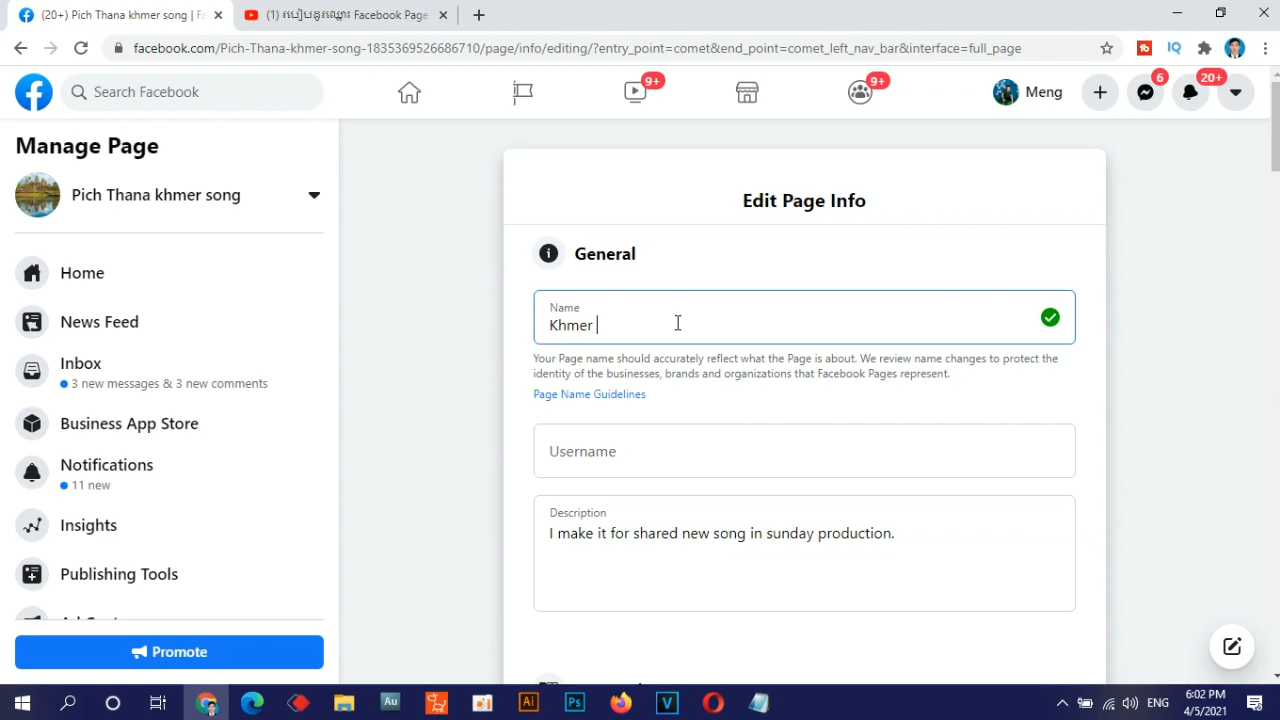 (20+) Pich Thana khmer song | Fa
(1) របៀបដូរឈ្មោះ Facebook Page
facebook.com/Pich-Thana-khmer-song-1835369526686710/page/info/editing/?entry_point=comet&end_point=comet_left_nav_bar&interface=full_page
IQ
Search Facebook
9+
9+
Meng
6
20+
Manage Page
Pich Thana khmer song
Home
News Feed
Inbox
3 new messages & 3 new comments
Business App Store
Notifications
11 new
Insights
Publishing Tools
Promote
Edit Page Info
General
Name
Khmer
Your Page name should accurately reflect what the Page is about. We review name changes to protect the
identity of the businesses, brands and organizations that Facebook Pages represent.
Page Name Guidelines
Username
Description
I make it for shared new song in sunday production.
Au
Ai
Ps
V
ENG
6:02 PM
4/5/2021